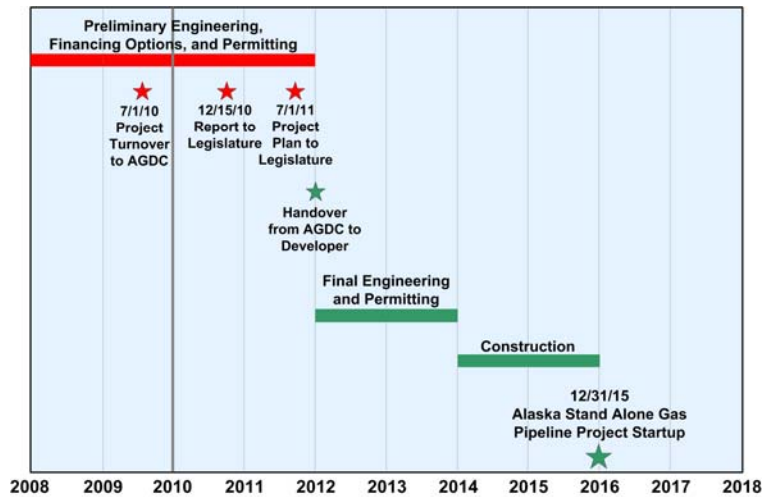 Preliminary Engineering,
Financing Options, and Permitting
7/1/10
Project
Turnover
to AGDC
12/15/10
Report to
Legislature
7/1/11
Project
Plan to
Legislature
Handover
from AGDC to
Developer
Final Engineering
and Permitting
Construction
12/31/15
Alaska Stand Alone Gas
Pipeline Project Startup
2008 2009 2010 2011 2012 2013 2014 2015 2016 2017 2018